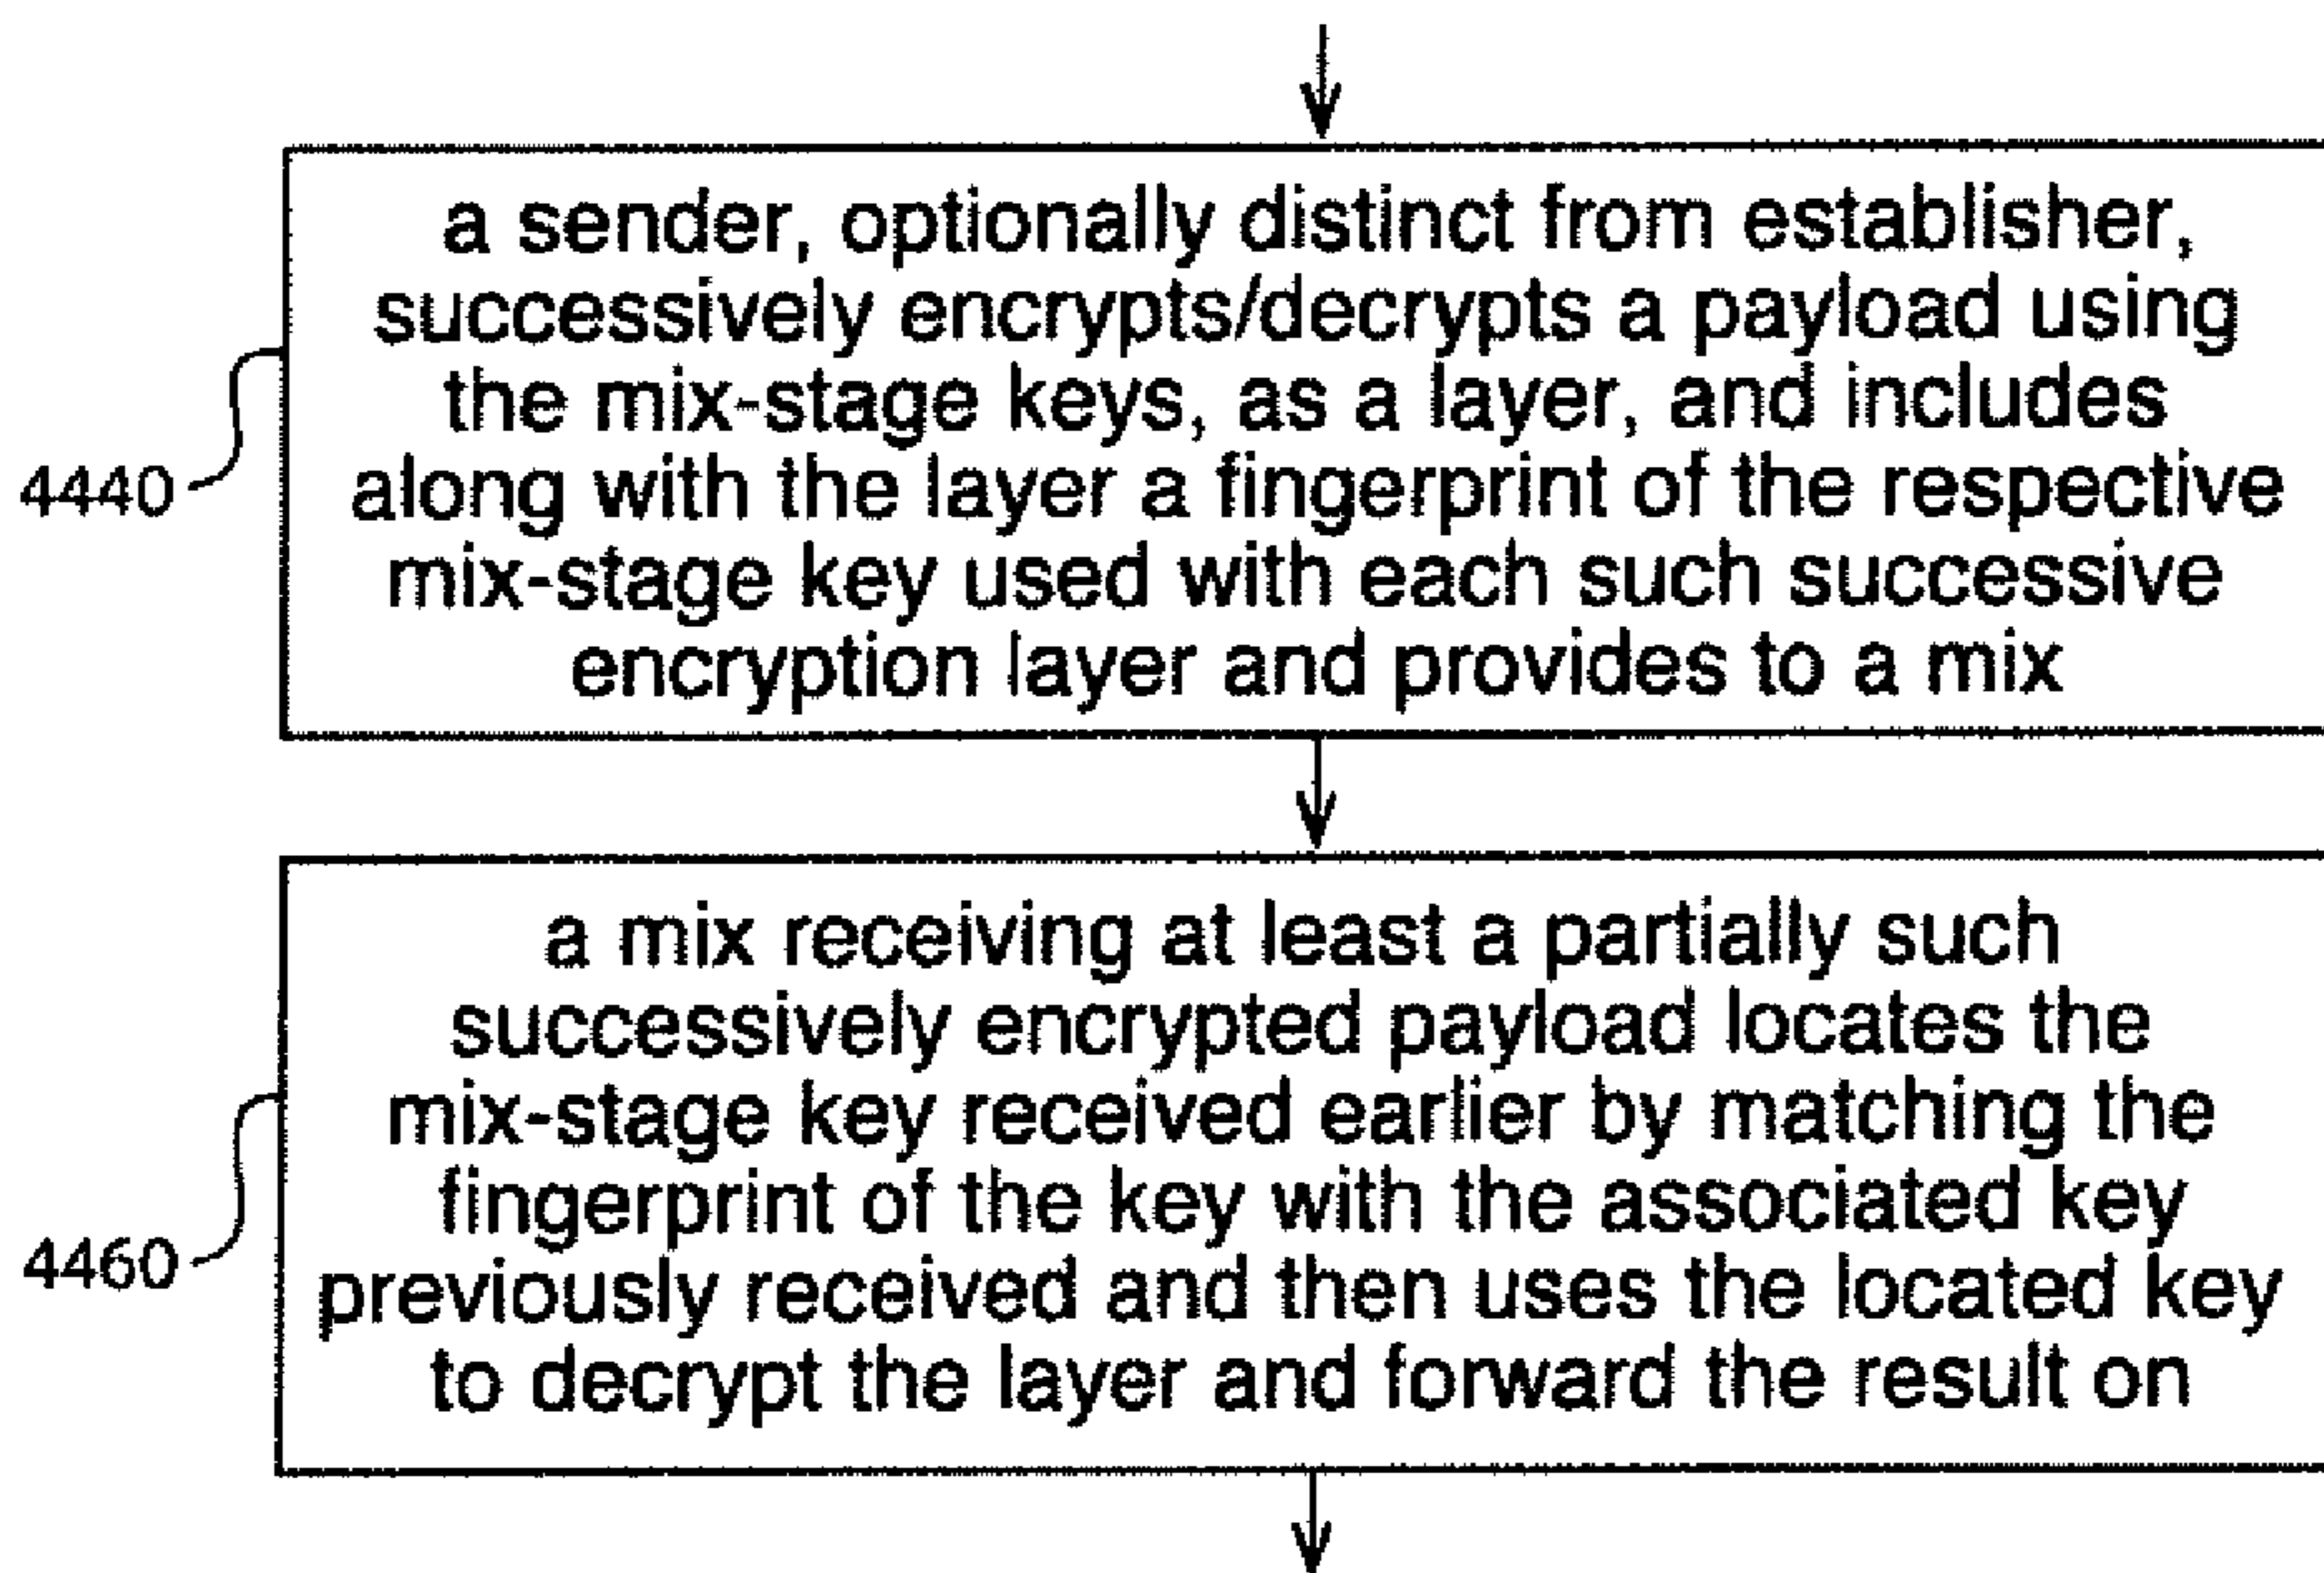 a sender, optionally distinct from establisher,
successively encrypts/decrypts a payload using
the mix-stage keys, as a layer, and includes
along with the layer a fingerprint of the respective
mix-stage key used with each such successive
encryption layer and provides to a mix
4440
a mix receiving at least a partially such
successively encrypted payload locates the
mix-stage key received earlier by matching the
fingerprint of the key with the associated key
previously received and then uses the located key
to decrypt the layer and forward the result on
4460